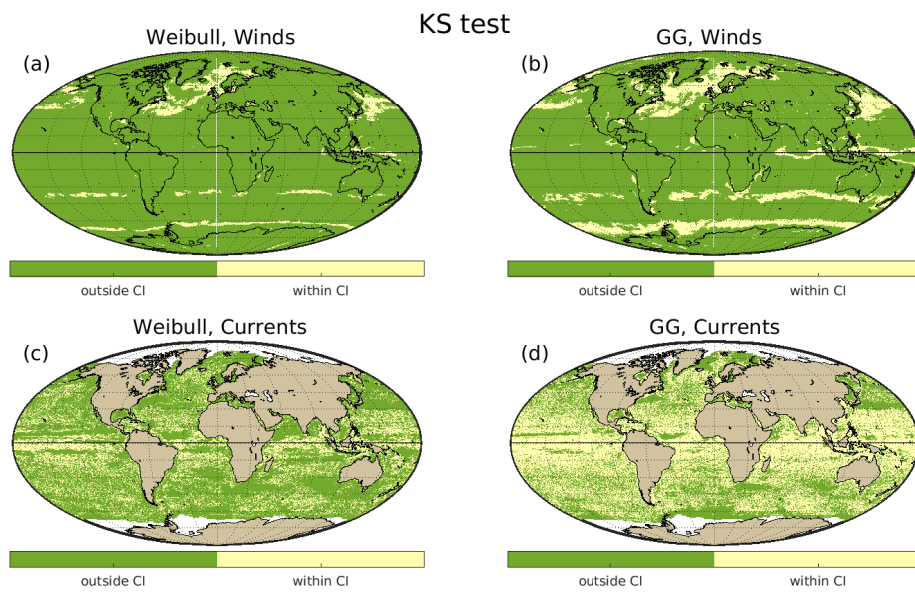 KS test
Weibull, Winds
GG, Winds
(a)
(b)
outside CI
within CI
outside CI
within CI
Weibull, Currents
GG, Currents
(c)
(d)
outside CI
within CI
outside CI
within CI